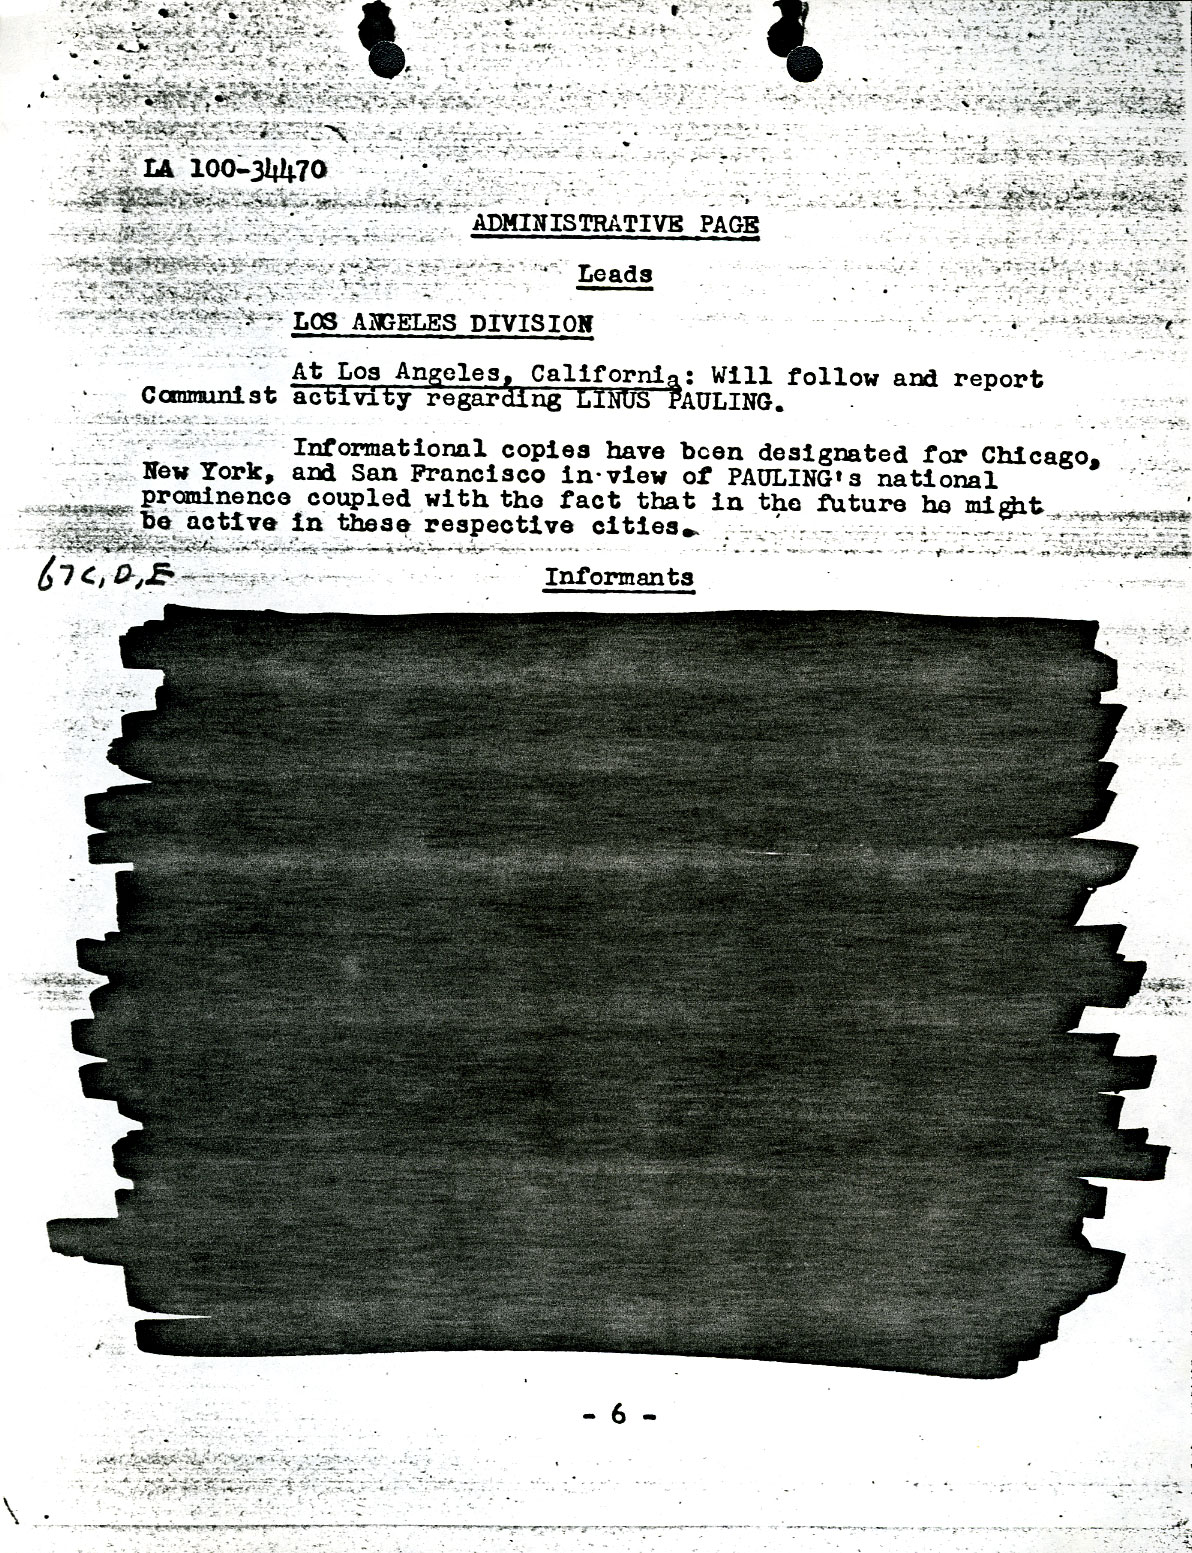 LA 100-34470
ADMINISTRATIVE PAGE
Leads
LOS ANGELES DIVISION
At Los Angeles, California: Will follow and report
Communist activity regarding LINUS PAULING.
Informational copies have been designated for Chicago,
New York, and San Francisco in view of PAULING's national
prominence coupled with the fact that in the future he might
be active in these respective cities.
b7C,D,E
Informants
- 6 -